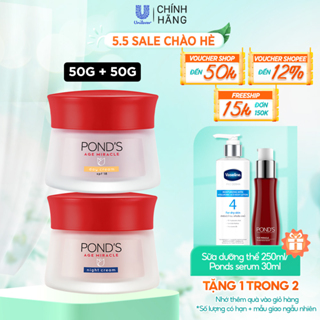 Unilever
CHÍNH
HÃNG
5.5 SALE CHÀO HÈ
50G + 50G
VOUCHER SHOP
ĐẾN 50k
VOUCHER SHOPEE
ĐẾN 12%
FREESHIP
15k ĐƠN 150K
POND'S
AGE MIRACLE
day cream
POND'S
AGE MIRACLE
night cream
Vaseline
4
POND'S
Sữa dưỡng thể 250ml/
Ponds serum 30ml
TẶNG 1 TRONG 2
Nhớ thêm quà vào giỏ hàng
*Số lượng có hạn + mẫu giao ngẫu nhiên